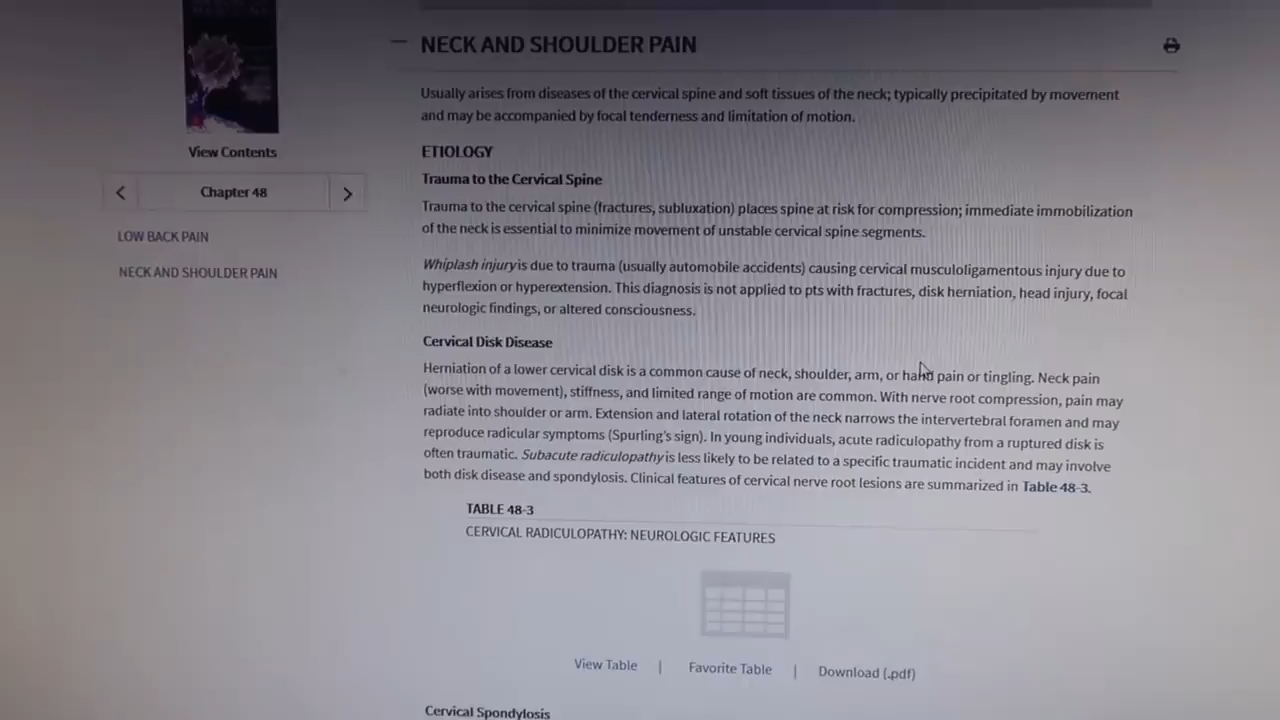 NECK AND SHOULDER PAIN
Usually arises from diseases of the cervical spine and soft tissues of the neck; typically precipitated by movement
and may be accompanied by focal tenderness and limitation of motion.
View Contents
Chapter 48
LOW BACK PAIN
NECK AND SHOULDER PAIN
ETIOLOGY
Trauma to the Cervical Spine
Trauma to the cervical spine (fractures, subluxation) places spine at risk for compression; immediate immobilization
of the neck is essential to minimize movement of unstable cervical spine segments.
Whiplash injury is due to trauma (usually automobile accidents) causing cervical musculoligamentous injury due to
hyperflexion or hyperextension. This diagnosis is not applied to pts with fractures, disk herniation, head injury, focal
neurologic findings, or altered consciousness.
Cervical Disk Disease
Herniation of a lower cervical disk is a common cause of neck, shoulder, arm, or hand pain or tingling. Neck pain
(worse with movement), stiffness, and limited range of motion are common. With nerve root compression, pain may
radiate into shoulder or arm. Extension and lateral rotation of the neck narrows the intervertebral foramen and may
reproduce radicular symptoms (Spurling's sign). In young individuals, acute radiculopathy from a ruptured disk is
often traumatic. Subacute radiculopathy is less likely to be related to a specific traumatic incident and may involve
both disk disease and spondylosis. Clinical features of cervical nerve root lesions are summarized in Table 48-3.
TABLE 48-3
CERVICAL RADICULOPATHY: NEUROLOGIC FEATURES
View Table | Favorite Table | Download (.pdf)
Cervical Spondylosis